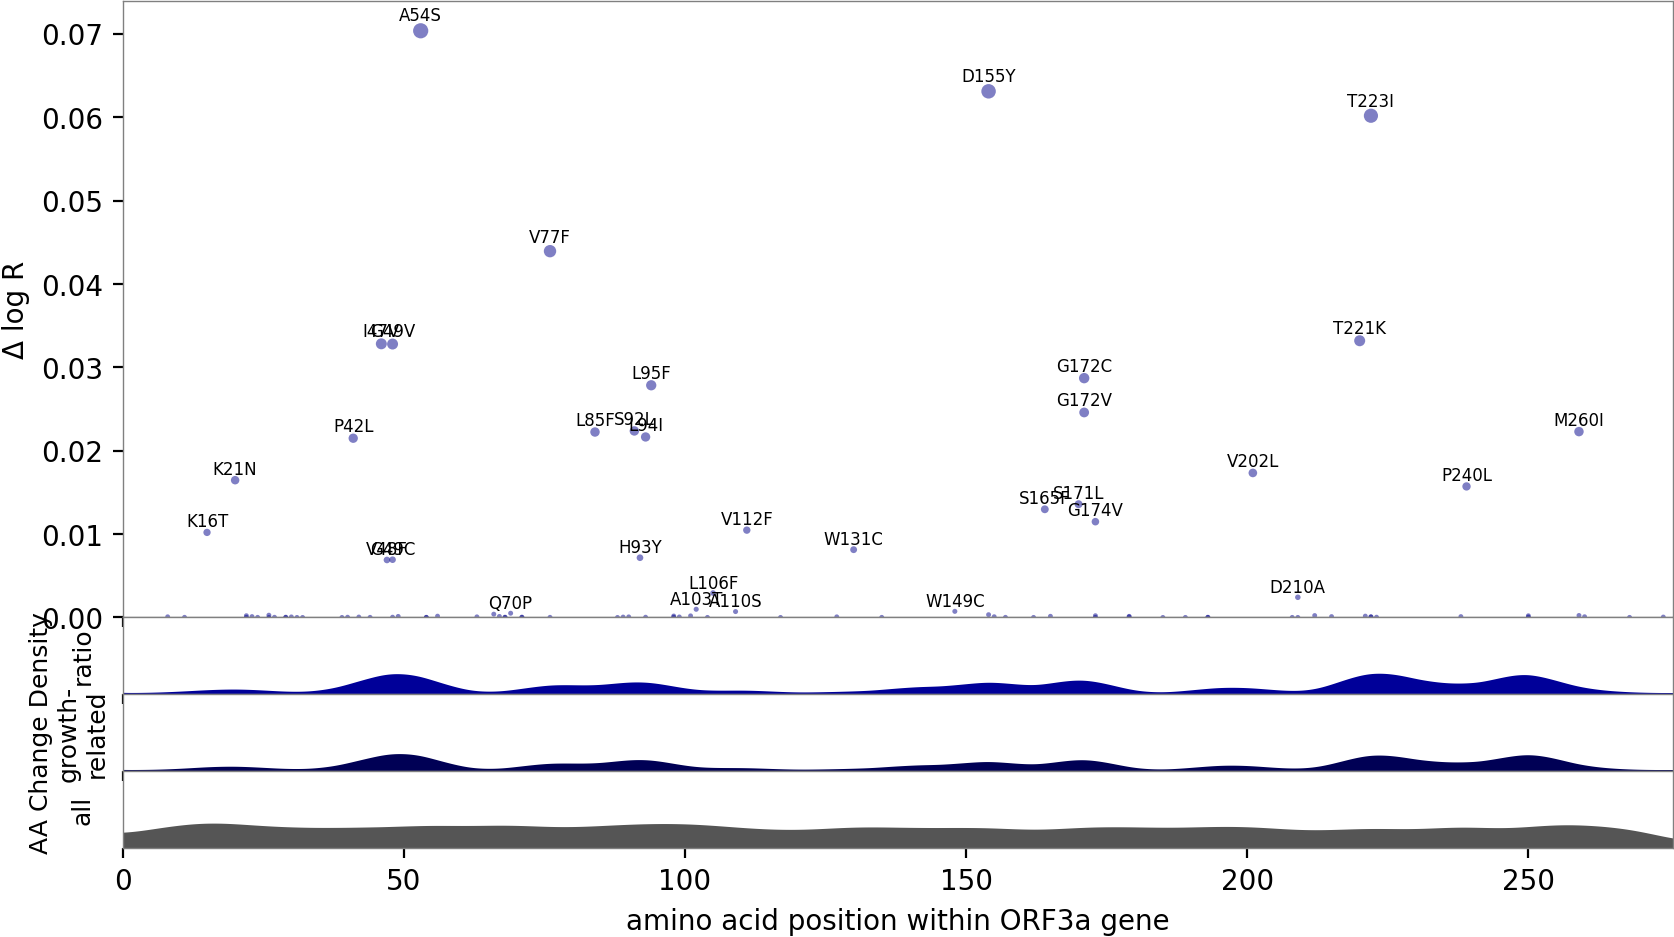 A54S
0.07
D155Y
T223I
0.06
0.05
V77F
0.04
Δ log R
I47V
G49V
T221K
0.03
L95F
G172C
G172V
P42L
L85F
S92L
L94I
M260I
0.02
K21N
V202L
P240L
K16T
S165F
S171L
G174V
V112F
0.01
W131C
V48F
G49C
H93Y
L106F
D210A
Q70P
A103T
A110S
W149C
0.00
AA Change Density
ratio
growth-
related
all
0
50
100
150
200
250
amino acid position within ORF3a gene